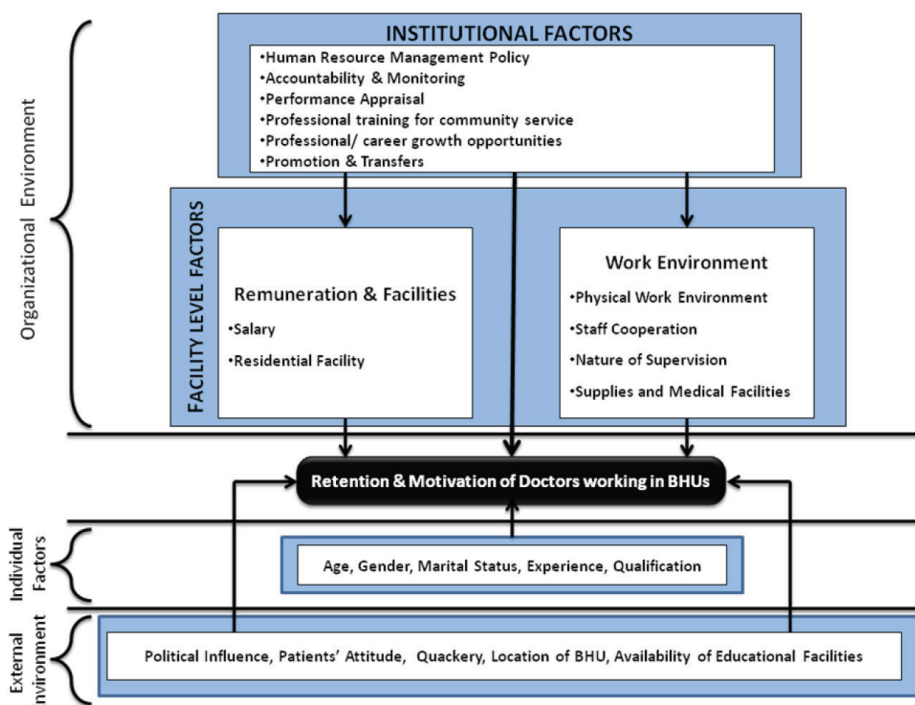 Organizational Environment
INSTITUTIONAL FACTORS
•Human Resource Management Policy
•Accountability & Monitoring
•Performance Appraisal
•Professional training for community service
•Professional/ career growth opportunities
•Promotion & Transfers
FACILITY LEVEL FACTORS
Remuneration & Facilities
•Salary
•Residential Facility
Work Environment
•Physical Work Environment
•Staff Cooperation
•Nature of Supervision
•Supplies and Medical Facilities
Retention & Motivation of Doctors working in BHUs
Individual
Factors
Age, Gender, Marital Status, Experience, Qualification
External
nvironment
Political Influence, Patients’ Attitude, Quackery, Location of BHU, Availability of Educational Facilities